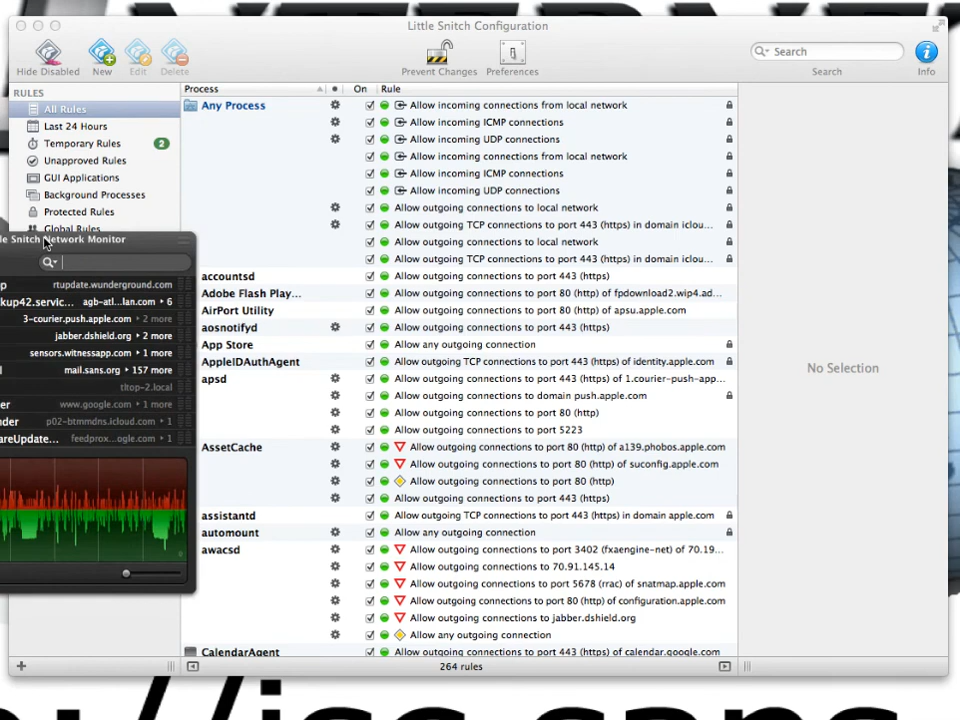 Little Snitch Configuration
Hide Disabled
New
Edit
Delete
Prevent Changes
Preferences
Search
Search
Info
RULES
All Rules
Last 24 Hours
Temporary Rules 2
Unapproved Rules
GUI Applications
Background Processes
Protected Rules
Global Rules
Process On Rule
Any Process Allow incoming connections from local network
Allow incoming ICMP connections
Allow incoming UDP connections
Allow incoming connections from local network
Allow incoming ICMP connections
Allow incoming UDP connections
Allow outgoing connections to local network
Allow outgoing TCP connections to port 443 (https) in domain iclou...
Allow outgoing connections to local network
Allow outgoing TCP connections to port 443 (https) in domain iclou...
accountsd Allow outgoing connections to port 443 (https)
Adobe Flash Play... Allow outgoing connections to port 80 (http) of fpdownload2.wip4.ad...
AirPort Utility Allow outgoing connections to port 80 (http) of apsu.apple.com
aosnotifyd Allow outgoing connections to port 443 (https)
App Store Allow any outgoing connection
AppleIDAuthAgent Allow outgoing TCP connections to port 443 (https) of identity.apple.com
apsd Allow outgoing connections to port 443 (https) of 1.courier-push-app...
Allow outgoing connections to domain push.apple.com
Allow outgoing connections to port 80 (http)
Allow outgoing connections to port 5223
AssetCache Allow outgoing connections to port 80 (http) of a139.phobos.apple.com
Allow outgoing connections to port 80 (http) of suconfig.apple.com
Allow outgoing connections to port 80 (http)
Allow outgoing connections to port 443 (https)
assistantd Allow outgoing TCP connections to port 443 (https) in domain apple.com
automount Allow any outgoing connection
awacsd Allow outgoing connections to port 3402 (fxaengine-net) of 70.19...
Allow outgoing connections to 70.91.145.14
Allow outgoing connections to port 5678 (rrac) of snatmap.apple.com
Allow outgoing connections to port 80 (http) of configuration.apple.com
Allow outgoing connections to jabber.dshield.org
Allow any outgoing connection
CalendarAgent Allow outgoing connections to port 443 (https) of calendar.google.com
264 rules
No Selection
le Snitch Network Monitor
p rtupdate.wunderground.com
kup42.servic... agb-atl...lan.com ▸ 6
3-courier.push.apple.com ▸ 2 more
jabber.dshield.org ▸ 2 more
sensors.witnessapp.com ▸ 1 more
l mail.sans.org ▸ 157 more
tltop-2.local
er www.google.com ▸ 1 more
nder p02-btmmdns.icloud.com ▸ 1
areUpdate... feedprox...ogle.com ▸ 1